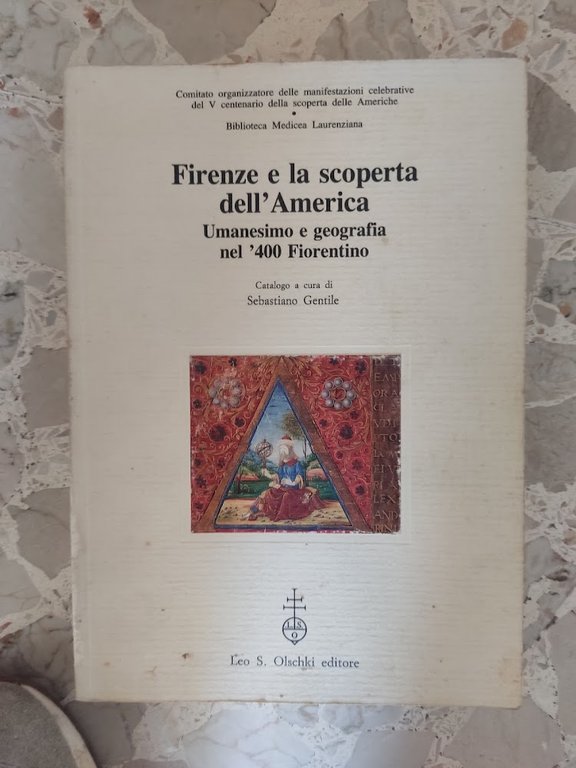 Comitato organizzatore delle manifestazioni celebrative
del V centenario della scoperta delle Americhe
•
Biblioteca Medicea Laurenziana
Firenze e la scoperta
dell'America
Umanesimo e geografia
nel '400 Fiorentino
Catalogo a cura di
Sebastiano Gentile
L S
O
Leo S. Olschki editore